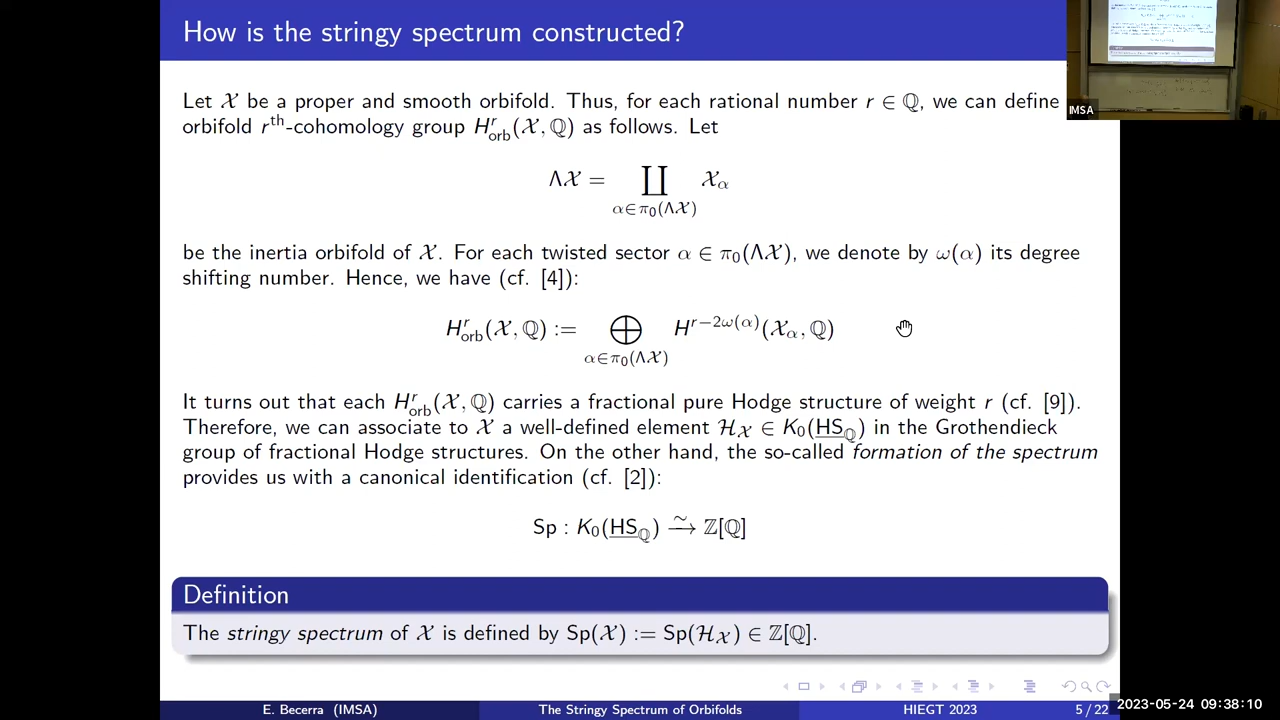 How is the stringy spectrum constructed?
IMSA
Let 𝒳 be a proper and smooth orbifold. Thus, for each rational number r ∈ ℚ, we can define
orbifold rᵗʰ-cohomology group H^r_orb(𝒳, ℚ) as follows. Let
Λ𝒳 = ∐_{α∈π₀(Λ𝒳)} 𝒳_α
be the inertia orbifold of 𝒳. For each twisted sector α ∈ π₀(Λ𝒳), we denote by ω(α) its degree
shifting number. Hence, we have (cf. [4]):
H^r_orb(𝒳, ℚ) := ⊕_{α∈π₀(Λ𝒳)} H^{r−2ω(α)}(𝒳_α, ℚ)
It turns out that each H^r_orb(𝒳, ℚ) carries a fractional pure Hodge structure of weight r (cf. [9]).
Therefore, we can associate to 𝒳 a well-defined element ℋ_𝒳 ∈ K₀(HS_ℚ) in the Grothendieck
group of fractional Hodge structures. On the other hand, the so-called formation of the spectrum
provides us with a canonical identification (cf. [2]):
Sp : K₀(HS_ℚ) ⥲ ℤ[ℚ]
Definition
The stringy spectrum of 𝒳 is defined by Sp(𝒳) := Sp(ℋ_𝒳) ∈ ℤ[ℚ].
E. Becerra (IMSA) The Stringy Spectrum of Orbifolds HIEGT 2023 5 / 22
2023-05-24 09:38:10